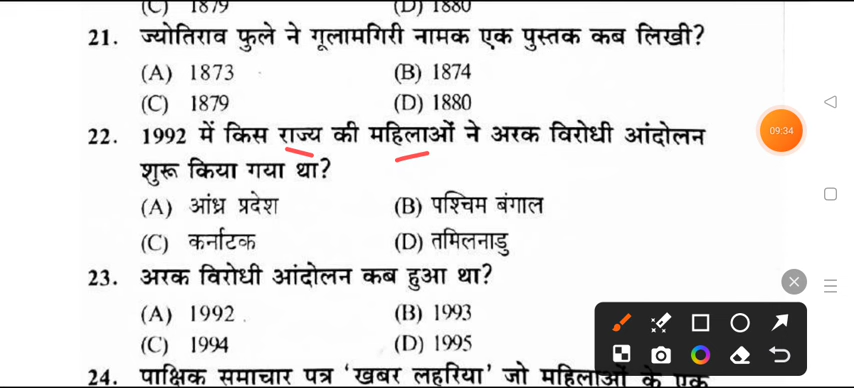 (C) 1879 (D) 1880
21. ज्योतिराव फुले ने गूलामगिरी नामक एक पुस्तक कब लिखी?
(A) 1873 (B) 1874
(C) 1879 (D) 1880
22. 1992 में किस राज्य की महिलाओं ने अरक विरोधी आंदोलन
शुरू किया गया था?
(A) आंध्र प्रदेश (B) पश्चिम बंगाल
(C) कर्नाटक (D) तमिलनाडु
23. अरक विरोधी आंदोलन कब हुआ था?
(A) 1992 (B) 1993
(C) 1994 (D) 1995
24. पाक्षिक समाचार पत्र ‘खबर लहरिया’ जो महिलाओं के एक
09:34